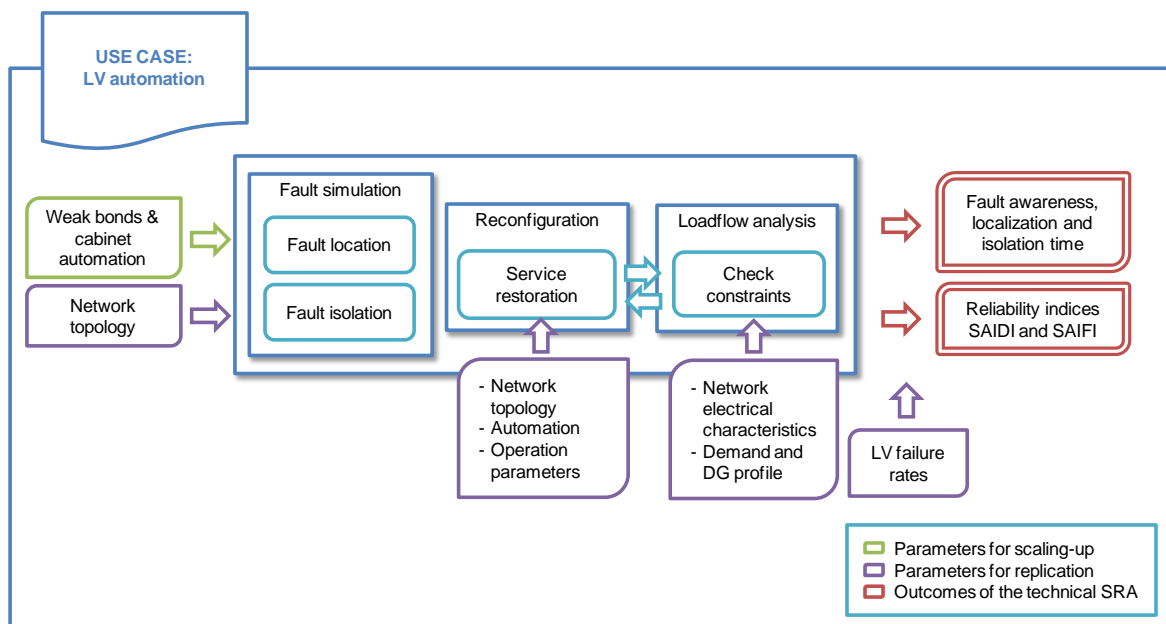 USE CASE:
LV automation
Weak bonds &
cabinet
automation
Network
topology
Fault simulation
Fault location
Fault isolation
Reconfiguration
Service
restoration
Loadflow analysis
Check
constraints
- Network
topology
- Automation
- Operation
parameters
- Network
electrical
characteristics
- Demand and
DG profile
Fault awareness,
localization and
isolation time
Reliability indices
SAIDI and SAIFI
LV failure
rates
Parameters for scaling-up
Parameters for replication
Outcomes of the technical SRA